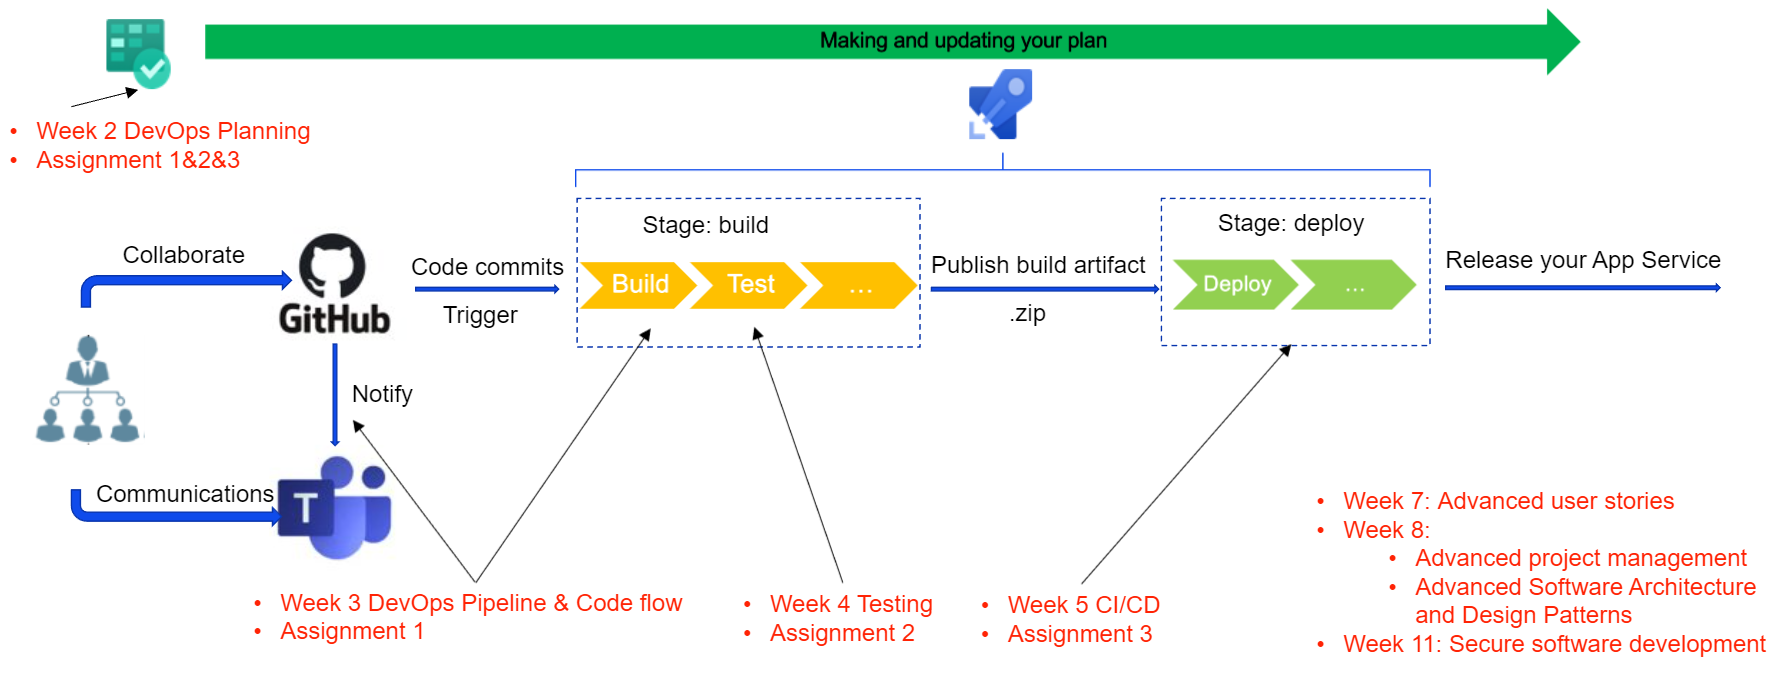 Making and updating your plan
• Week 2 DevOps Planning
• Assignment 1&2&3
Collaborate
GitHub
Code commits
Trigger
Stage: build
Build
Test
...
Publish build artifact
.zip
Stage: deploy
Deploy
...
Release your App Service
Notify
Communications
T
• Week 3 DevOps Pipeline & Code flow
• Assignment 1
• Week 4 Testing
• Assignment 2
• Week 5 CI/CD
• Assignment 3
• Week 7: Advanced user stories
• Week 8:
• Advanced project management
• Advanced Software Architecture
and Design Patterns
• Week 11: Secure software development